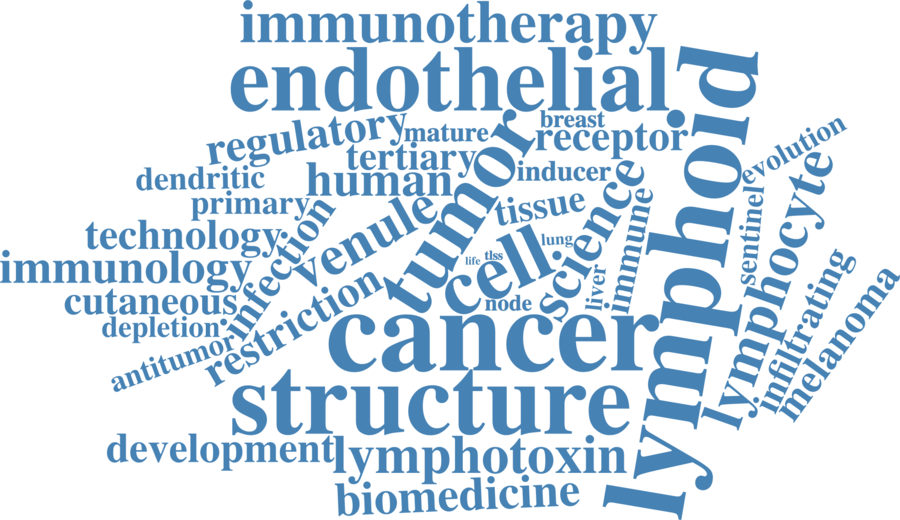 immunotherapy
endothelial
lymphoid
breast
regulatory
mature
receptor
tumor
evolution
tertiary
dendritic
human
inducer
science
lymphocyte
primary
tissue
sentinel
immune
venule
infection
technology
cell
lung
life
tlss
immunology
liver
infiltrating
melanoma
restriction
cutaneous
node
depletion
cancer
antitumor
structure
development
lymphotoxin
biomedicine